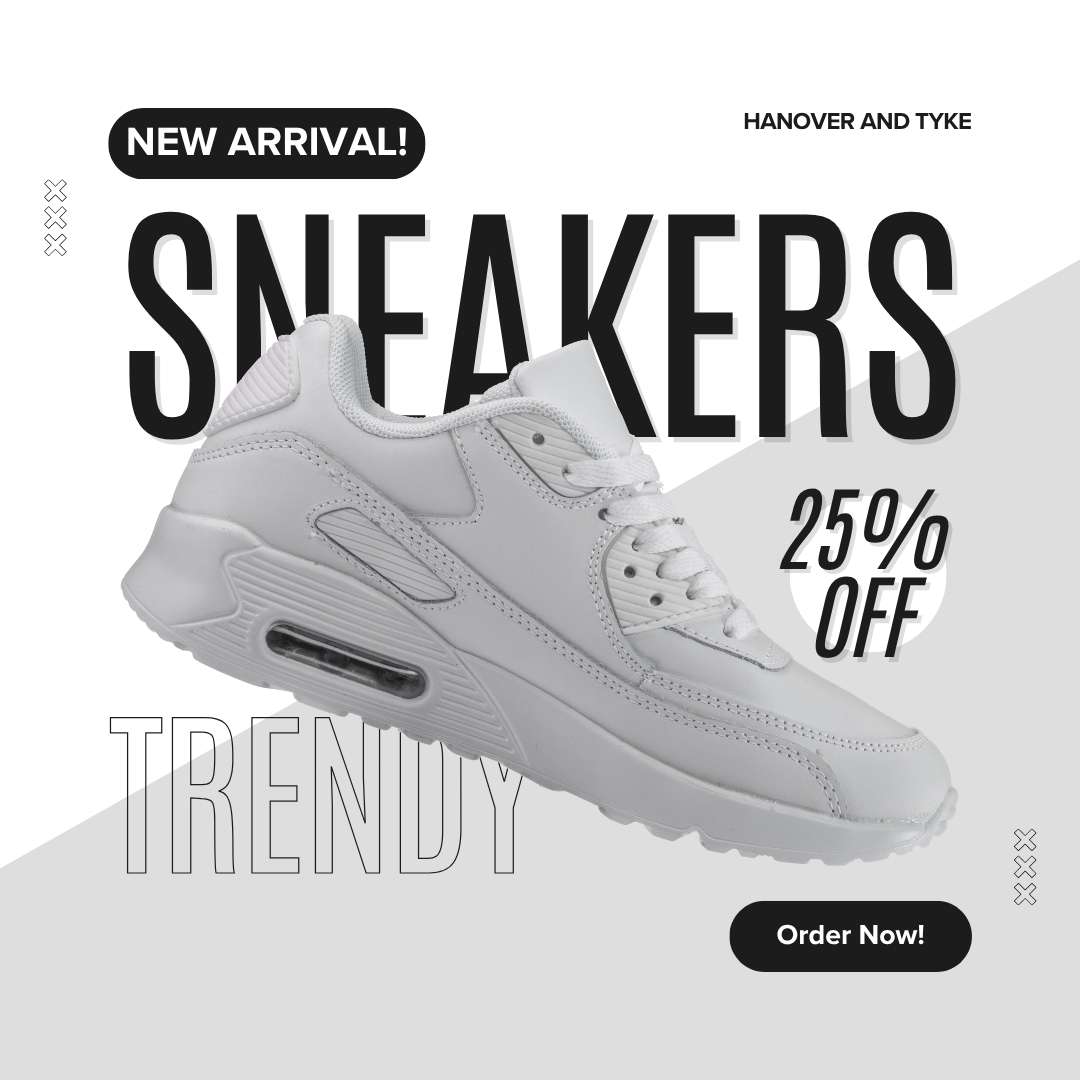 NEW ARRIVAL!
HANOVER AND TYKE
SNEAKERS
25%
OFF
TRENDY
Order Now!